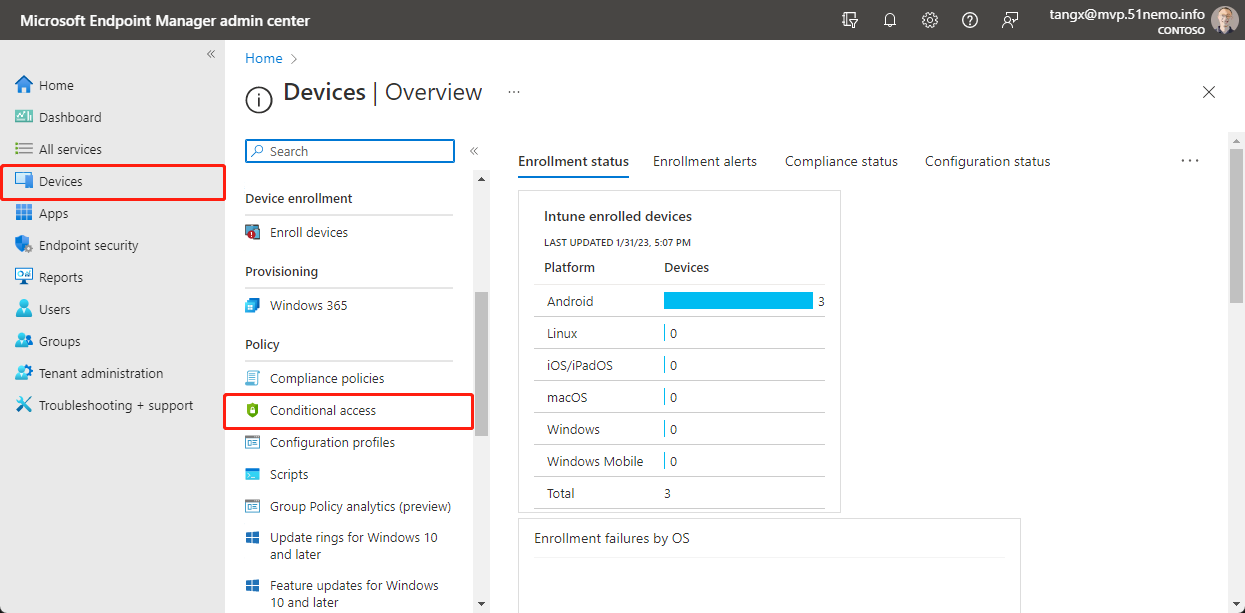 Microsoft Endpoint Manager admin center
tangx@mvp.51nemo.info
CONTOSO
Home
Dashboard
All services
Devices
Apps
Endpoint security
Reports
Users
Groups
Tenant administration
Troubleshooting + support
Home
Devices | Overview
Search
Device enrollment
Enroll devices
Provisioning
Windows 365
Policy
Compliance policies
Conditional access
Configuration profiles
Scripts
Group Policy analytics (preview)
Update rings for Windows 10
and later
Feature updates for Windows
10 and later
Enrollment status Enrollment alerts Compliance status Configuration status
Intune enrolled devices
LAST UPDATED 1/31/23, 5:07 PM
Platform Devices
Android 3
Linux 0
iOS/iPadOS 0
macOS 0
Windows 0
Windows Mobile 0
Total 3
Enrollment failures by OS